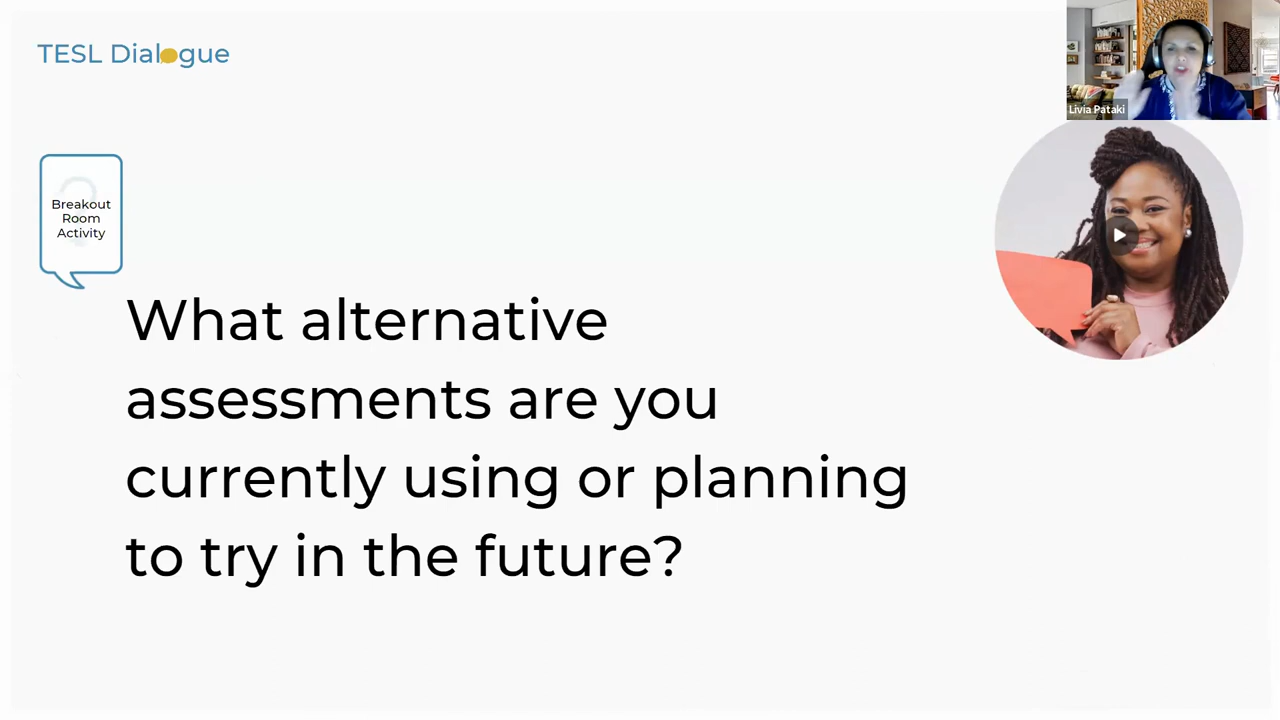 TESL Dialogue
Livia Pataki
Breakout
Room
Activity
What alternative
assessments are you
currently using or planning
to try in the future?